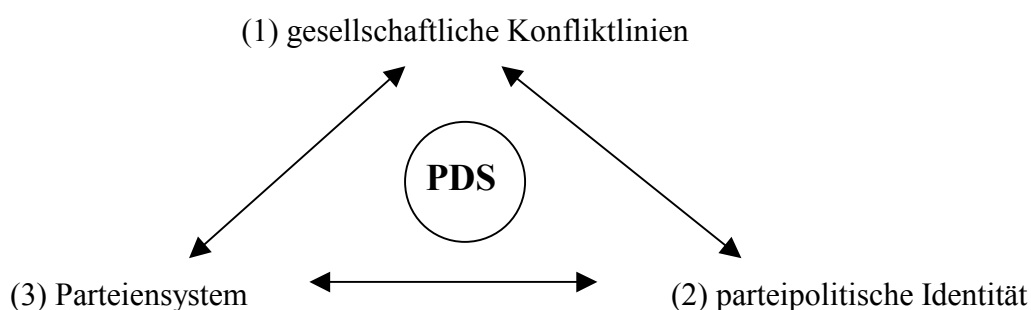 (1) gesellschaftliche Konfliktlinien
PDS
(3) Parteiensystem
(2) parteipolitische Identität